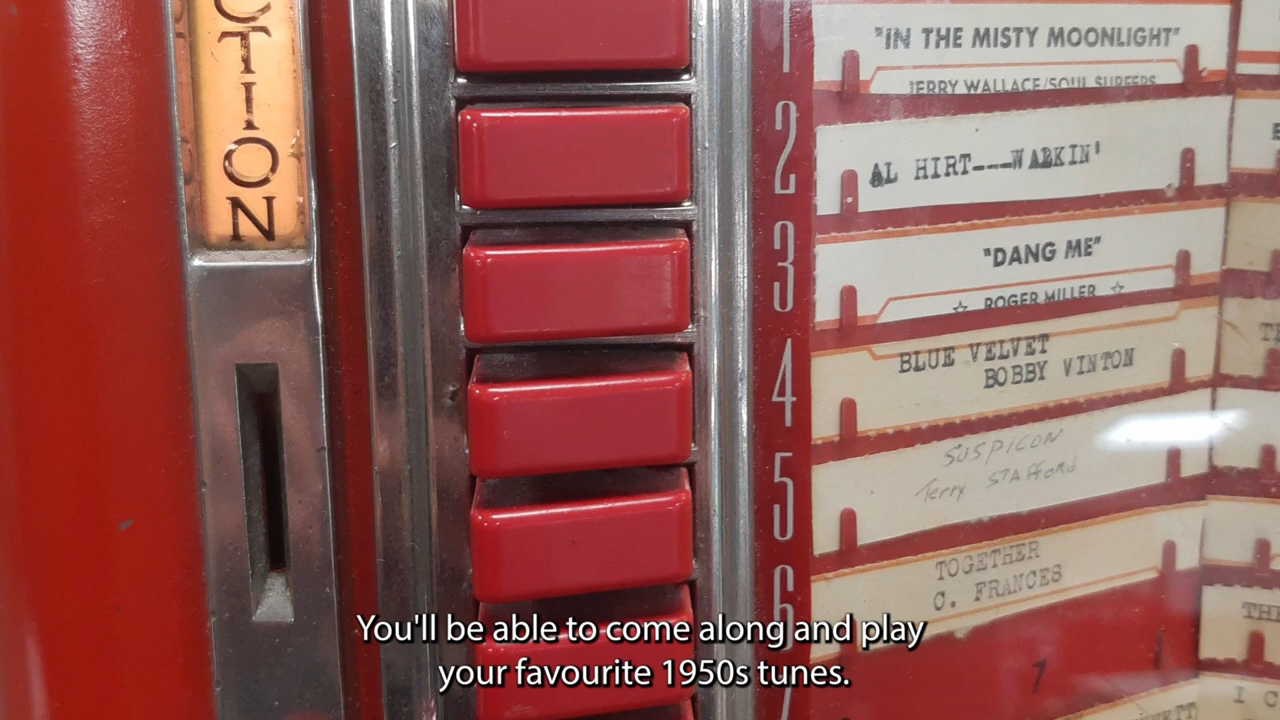 CTION
1
"IN THE MISTY MOONLIGHT"
JERRY WALLACE/SOUL SURFERS
2
AL HIRT---WALKIN'
3
"DANG ME"
☆ ROGER MILLER ☆
4
BLUE VELVET
BOBBY VINTON
5
SUSPICION
Terry STAFFord
6
TOGETHER
C. FRANCES
7
You'll be able to come along and play
your favourite 1950s tunes.